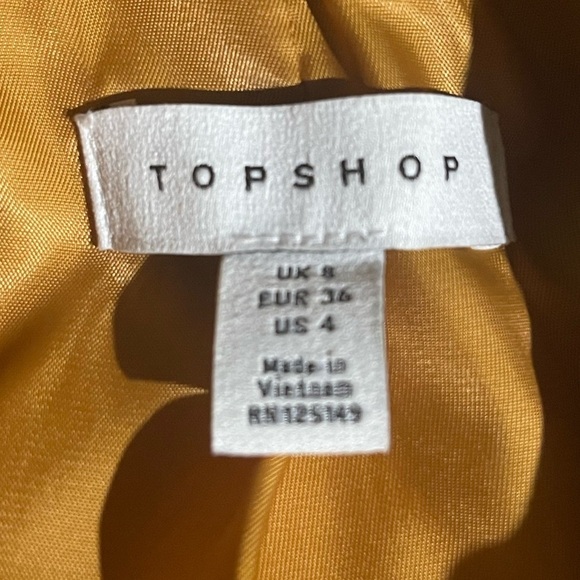 TOPSHOP
UK 8
EUR 36
US 4
Made in
Vietnam
RN125149